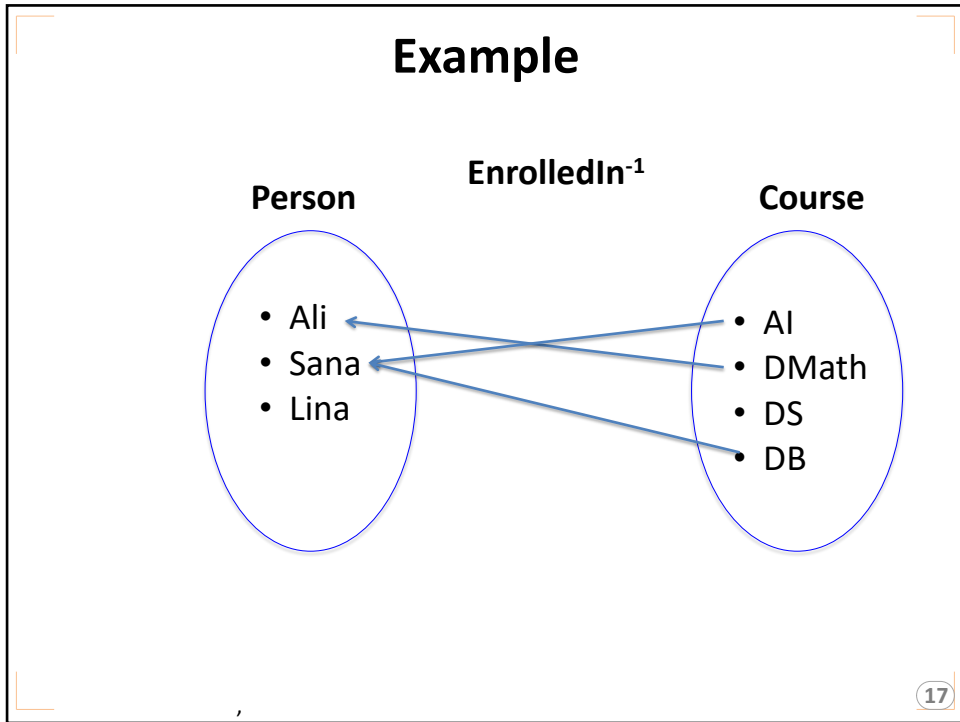 Example
EnrolledIn⁻¹
Person
Course
• Ali
• Sana
• Lina
• AI
• DMath
• DS
• DB
,
17